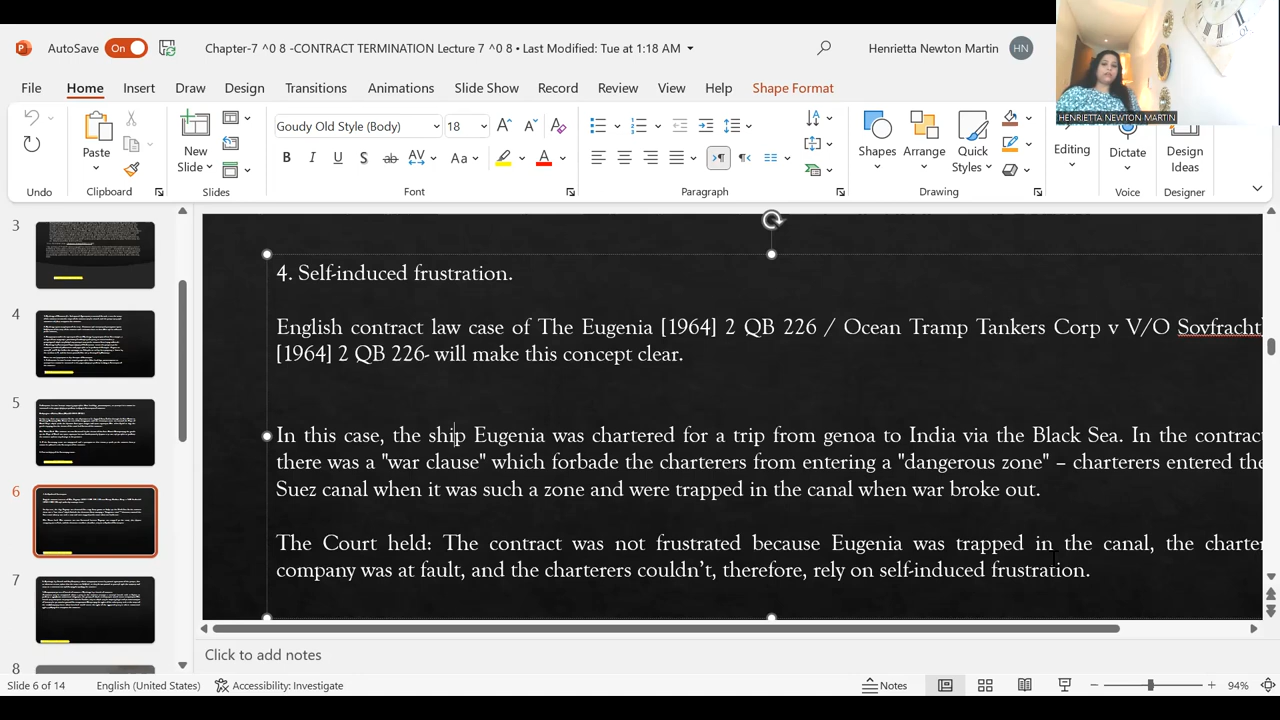 AutoSave On
Chapter-7 ^0 8 -CONTRACT TERMINATION Lecture 7 ^0 8 • Last Modified: Tue at 1:18 AM
Henrietta Newton Martin HN
HENRIETTA NEWTON MARTIN
File Home Insert Draw Design Transitions Animations Slide Show Record Review View Help Shape Format
Goudy Old Style (Body) 18
Paste New Slide Shapes Arrange Quick Styles Editing Dictate Design Ideas
Undo Clipboard Slides Font Paragraph Drawing Voice Designer
3
4
5
6
7
8
4. Self-induced frustration.
English contract law case of The Eugenia [1964] 2 QB 226 / Ocean Tramp Tankers Corp v V/O Sovfracht
[1964] 2 QB 226- will make this concept clear.
In this case, the ship Eugenia was chartered for a trip from genoa to India via the Black Sea. In the contract
there was a "war clause" which forbade the charterers from entering a "dangerous zone" – charterers entered the
Suez canal when it was such a zone and were trapped in the canal when war broke out.
The Court held: The contract was not frustrated because Eugenia was trapped in the canal, the charter
company was at fault, and the charterers couldn't, therefore, rely on self-induced frustration.
Click to add notes
Slide 6 of 14 English (United States) Accessibility: Investigate Notes 94%